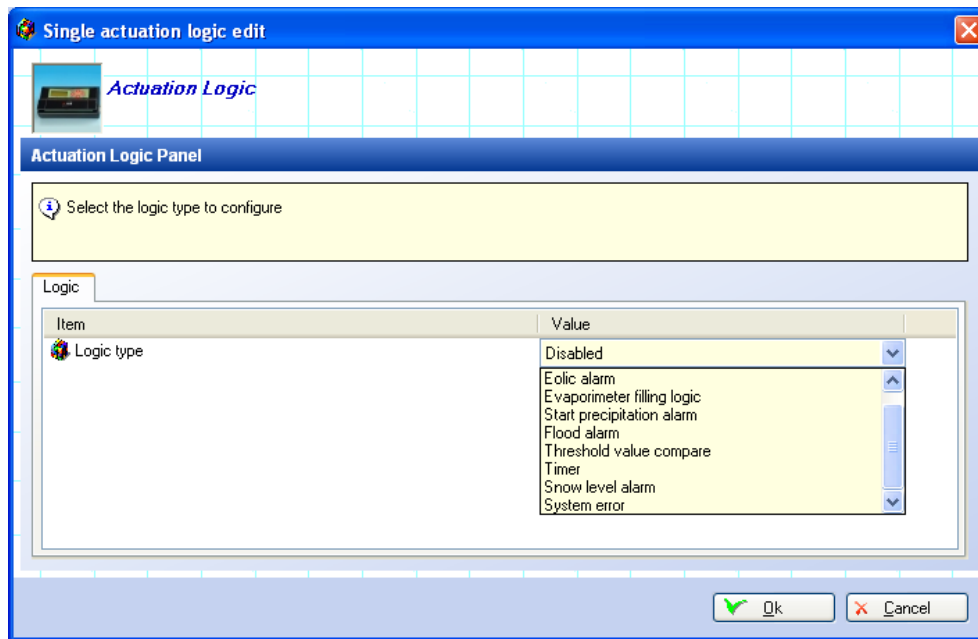 Single actuation logic edit
Actuation Logic
Actuation Logic Panel
Select the logic type to configure
Logic
Item Value
Logic type Disabled
Eolic alarm
Evaporimeter filling logic
Start precipitation alarm
Flood alarm
Threshold value compare
Timer
Snow level alarm
System error
Ok Cancel